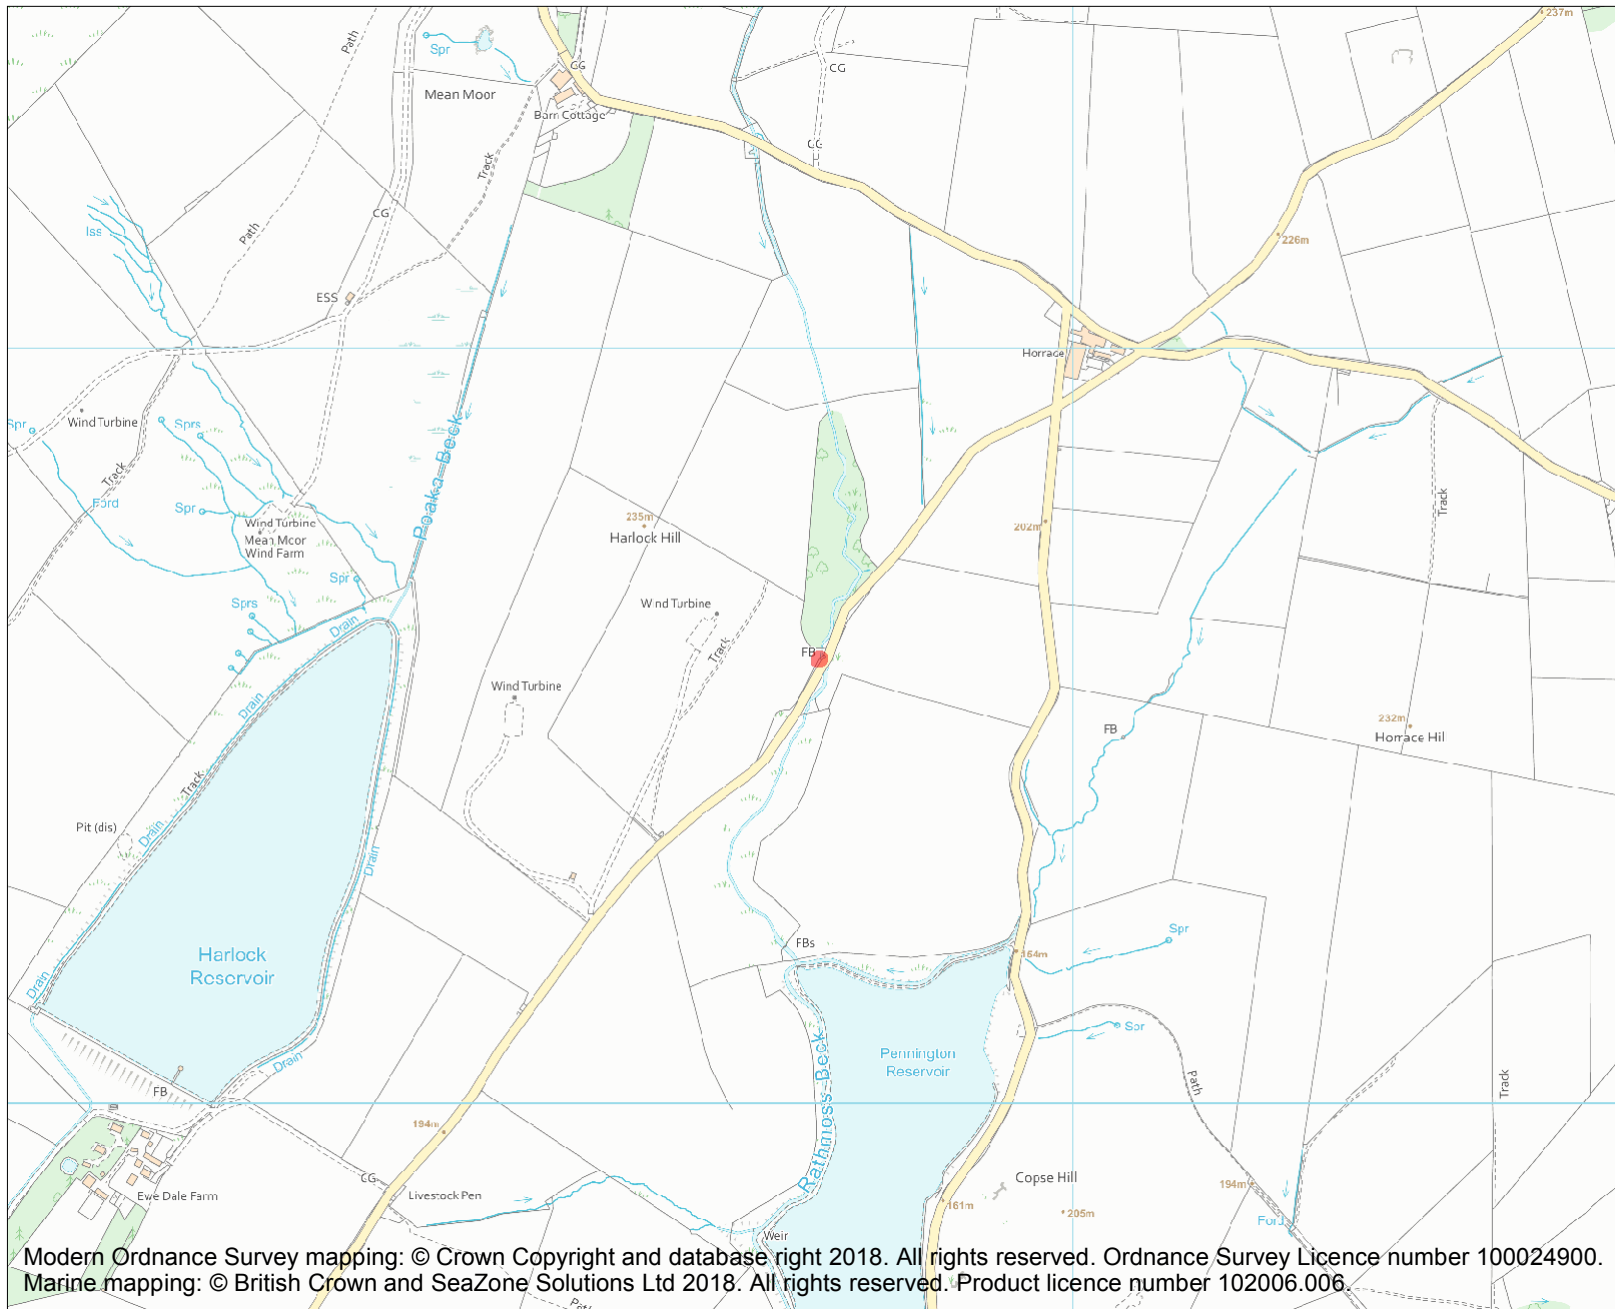 237m
Path
Spr
CG
CG
Mean Moor
Barn Cottage
CG
Track
CG
Path
Iss
226m
ESS
Horrace
Wind Turbine
Spr
Sprs
Poaka Beck
Track
Ford
Spr
Wind Turbine
Mean Moor
Wind Farm
235m
Harlock Hill
202m
Track
Spr
Sprs
Drain
Wind Turbine
Track
FB
Wind Turbine
Drain
FB
232m
Horrace Hil
Track
Pit (dis)
Drain
Drain
Spr
FBs
Harlock
Reservoir
164m
Drain
Spr
Pennington
Reservoir
Rathmoss Beck
Drain
Path
Track
FB
194m
CG
Livestock Pen
Ewe Dale Farm
Copse Hill
161m
205m
194m
Ford
Weir
Modern Ordnance Survey mapping: © Crown Copyright and database right 2018. All rights reserved. Ordnance Survey Licence number 100024900.
Marine mapping: © British Crown and SeaZone Solutions Ltd 2018. All rights reserved. Product licence number 102006.006.
Path